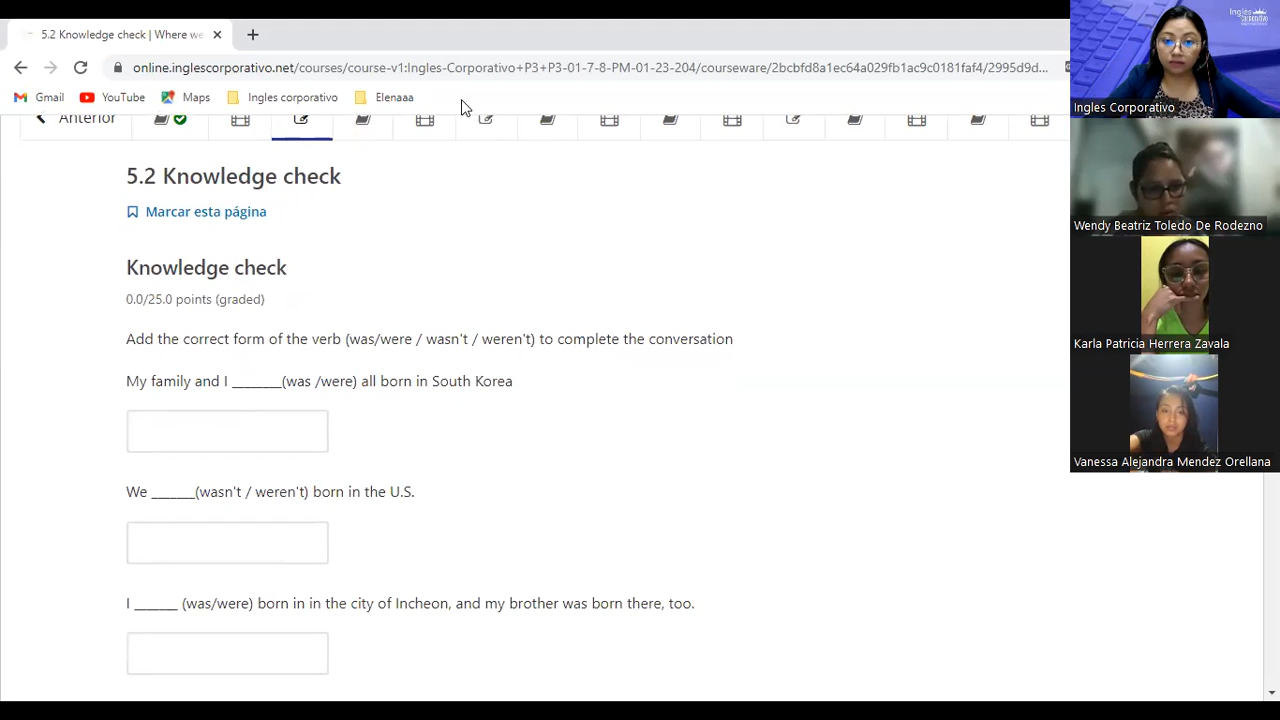 5.2 Knowledge check | Where we
online.inglescorporativo.net/courses/course-v1:Ingles-Corporativo+P3+P3-01-7-8-PM-01-23-204/courseware/2bcbfd8a1ec64a029fb1ac9c0181faf4/2995d9d...
Gmail YouTube Maps Ingles corporativo Elenaaa
Anterior
5.2 Knowledge check
Marcar esta página
Knowledge check
0.0/25.0 points (graded)
Add the correct form of the verb (was/were / wasn't / weren't) to complete the conversation
My family and I ________(was /were) all born in South Korea
We _______(wasn't / weren't) born in the U.S.
I _______ (was/were) born in in the city of Incheon, and my brother was born there, too.
Ingles
Ingles Corporativo
Wendy Beatriz Toledo De Rodezno
Karla Patricia Herrera Zavala
Vanessa Alejandra Mendez Orellana